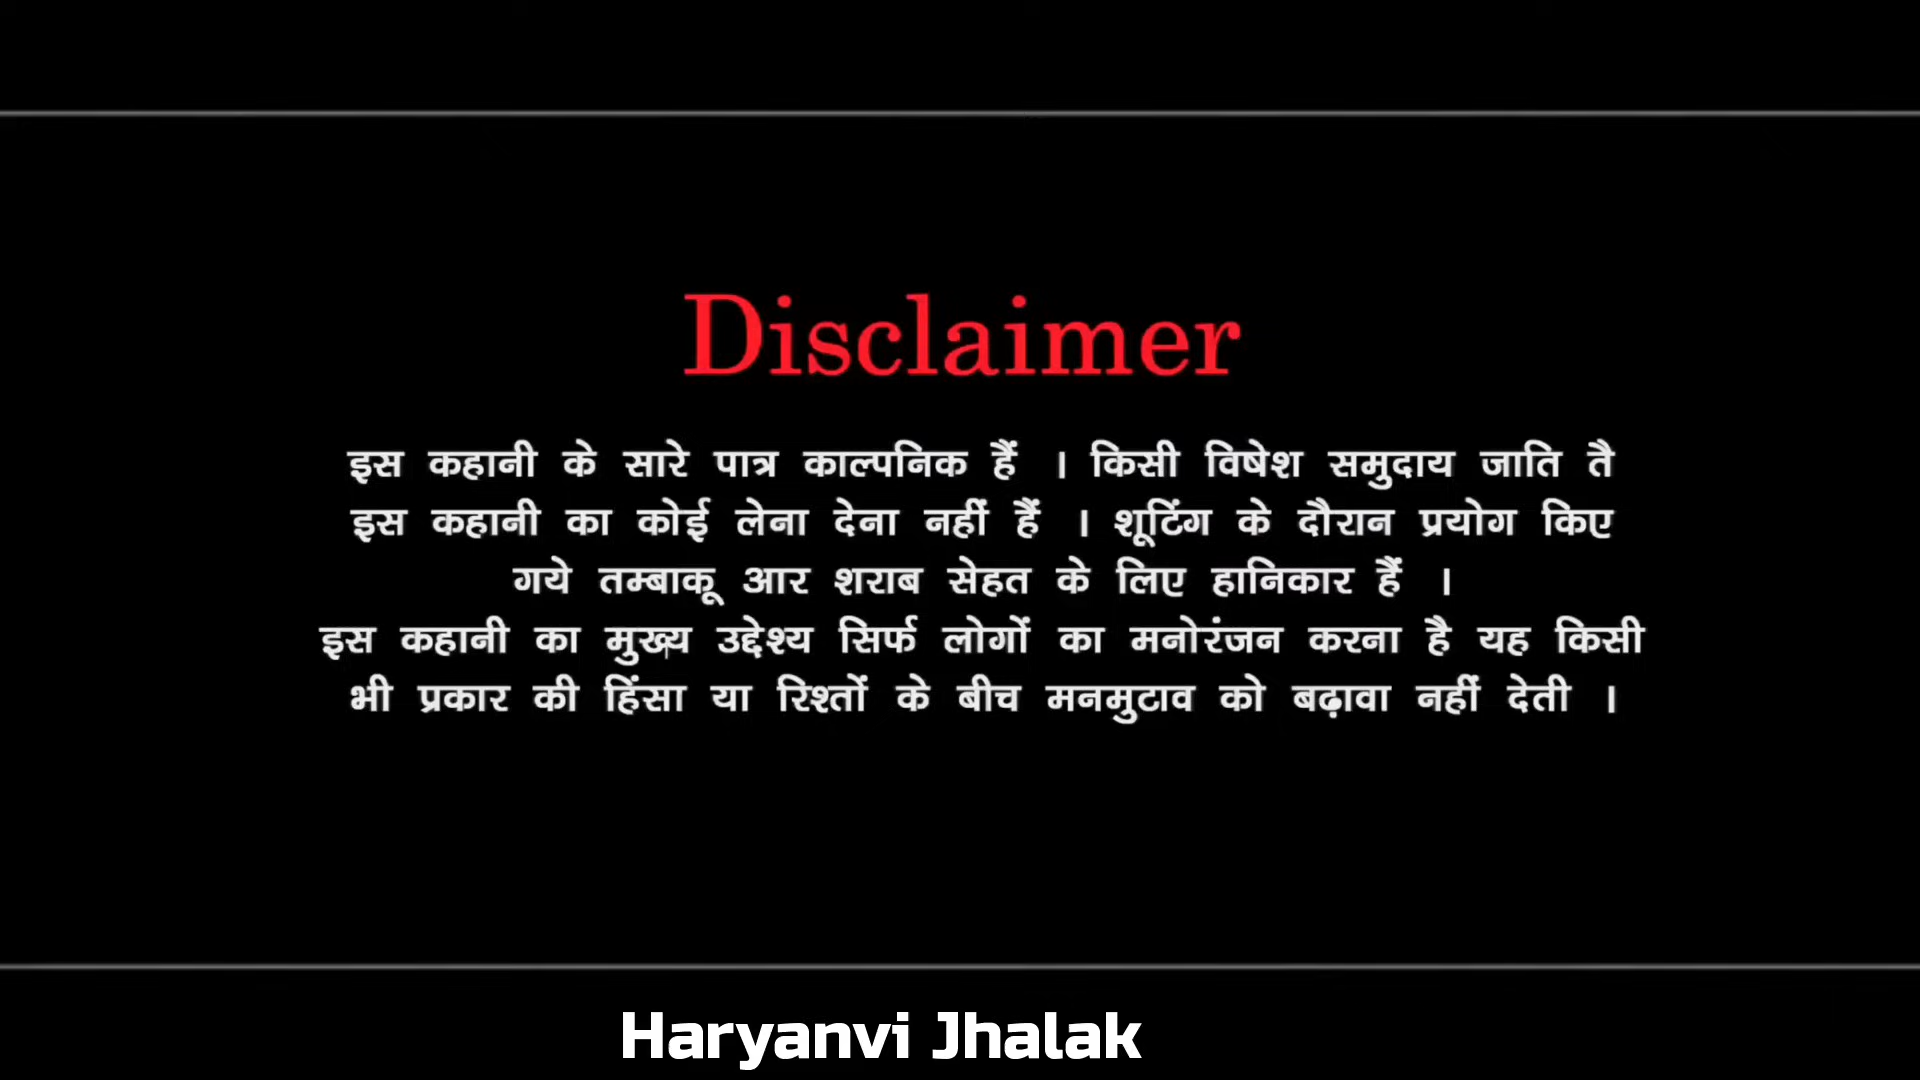 Disclaimer
इस कहानी के सारे पात्र काल्पनिक हैं । किसी विषेश समुदाय जाति तै
इस कहानी का कोई लेना देना नहीं हैं । शूटिंग के दौरान प्रयोग किए
गये तम्बाकू आर शराब सेहत के लिए हानिकार हैं ।
इस कहानी का मुख्य उद्देश्य सिर्फ लोगों का मनोरंजन करना है यह किसी
भी प्रकार की हिंसा या रिश्तों के बीच मनमुटाव को बढ़ावा नहीं देती ।
Haryanvi Jhalak